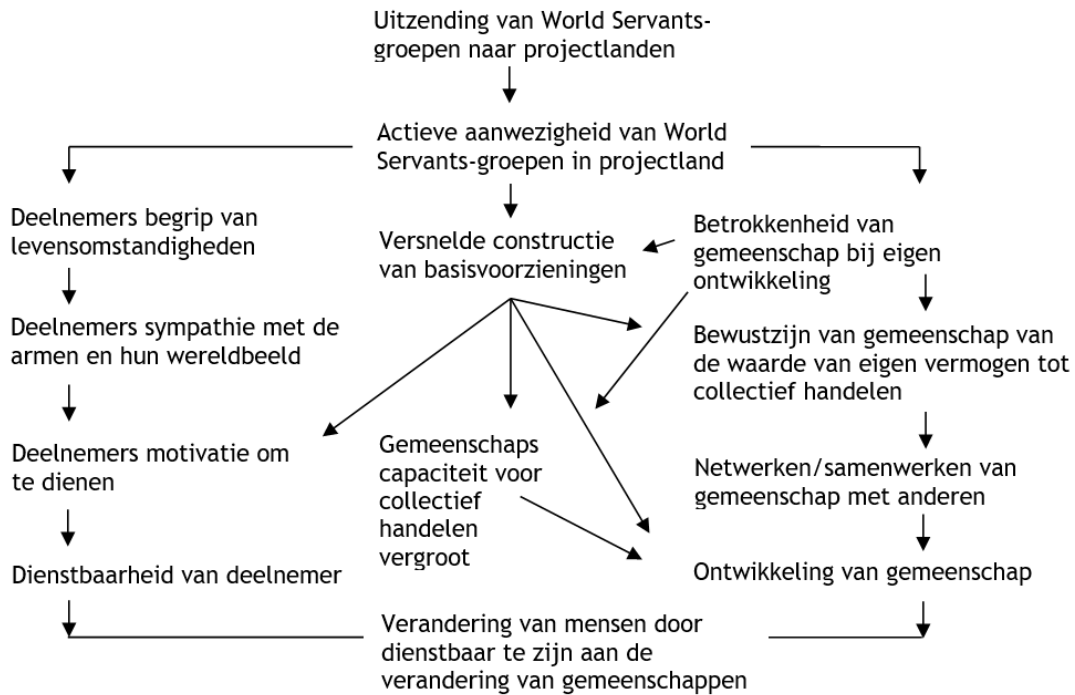 Uitzending van World Servants-
groepen naar projectlanden
Actieve aanwezigheid van World
Servants-groepen in projectland
Deelnemers begrip van
levensomstandigheden
Versnelde constructie
van basisvoorzieningen
Betrokkenheid van
gemeenschap bij eigen
ontwikkeling
Deelnemers sympathie met de
armen en hun wereldbeeld
Bewustzijn van gemeenschap van
de waarde van eigen vermogen tot
collectief handelen
Deelnemers motivatie om
te dienen
Gemeenschaps
capaciteit voor
collectief
handelen
vergroot
Netwerken/samenwerken van
gemeenschap met anderen
Dienstbaarheid van deelnemer
Ontwikkeling van gemeenschap
Verandering van mensen door
dienstbaar te zijn aan de
verandering van gemeenschappen